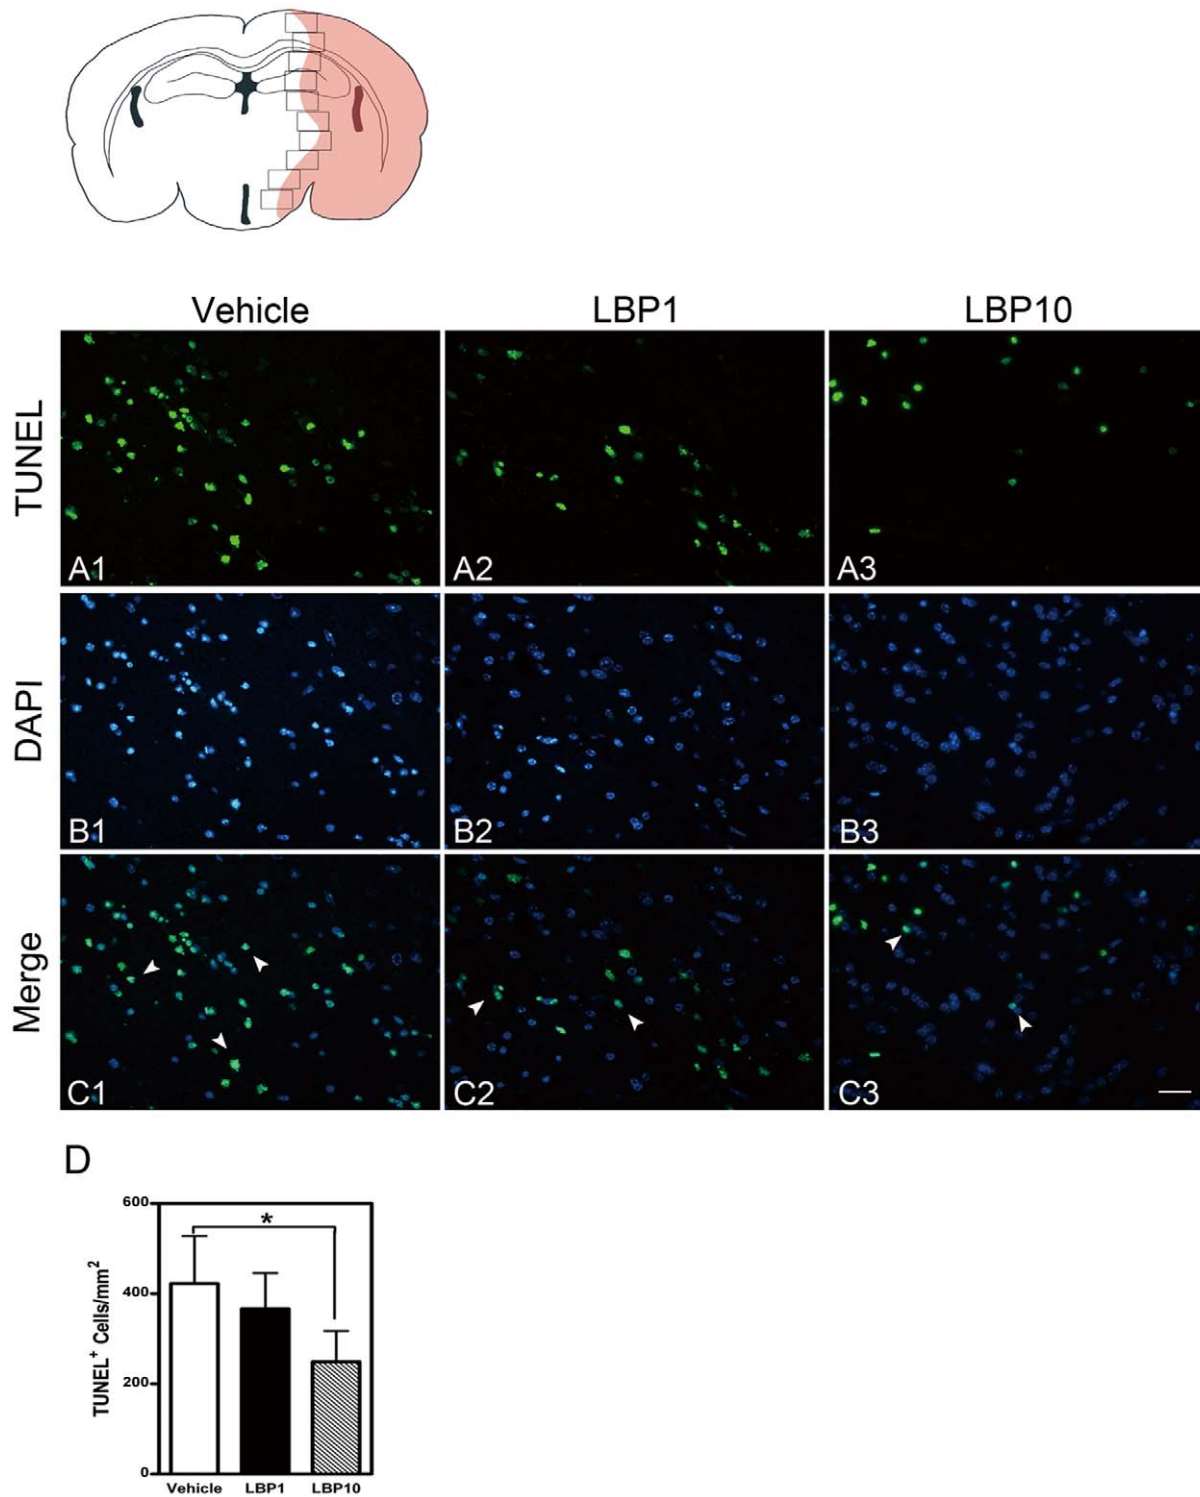 Vehicle LBP1 LBP10
TUNEL
A1 A2 A3
DAPI
B1 B2 B3
Merge
C1 C2 C3
D
TUNEL⁺ Cells/mm²
600
*
400
200
0
Vehicle LBP1 LBP10